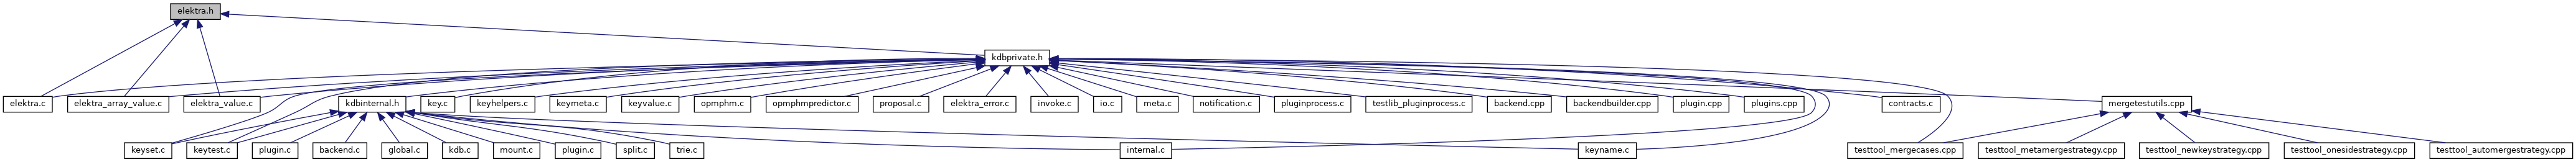 elektra.h
kdbprivate.h
elektra.c
elektra_array_value.c
elektra_value.c
kdbinternal.h
key.c
keyhelpers.c
keymeta.c
keyvalue.c
opmphm.c
opmphmpredictor.c
proposal.c
elektra_error.c
invoke.c
io.c
meta.c
notification.c
pluginprocess.c
testlib_pluginprocess.c
backend.cpp
backendbuilder.cpp
plugin.cpp
plugins.cpp
contracts.c
mergetestutils.cpp
keyset.c
keytest.c
plugin.c
backend.c
global.c
kdb.c
mount.c
plugin.c
split.c
trie.c
internal.c
keyname.c
testtool_mergecases.cpp
testtool_metamergestrategy.cpp
testtool_newkeystrategy.cpp
testtool_onesidestrategy.cpp
testtool_automergestrategy.cpp